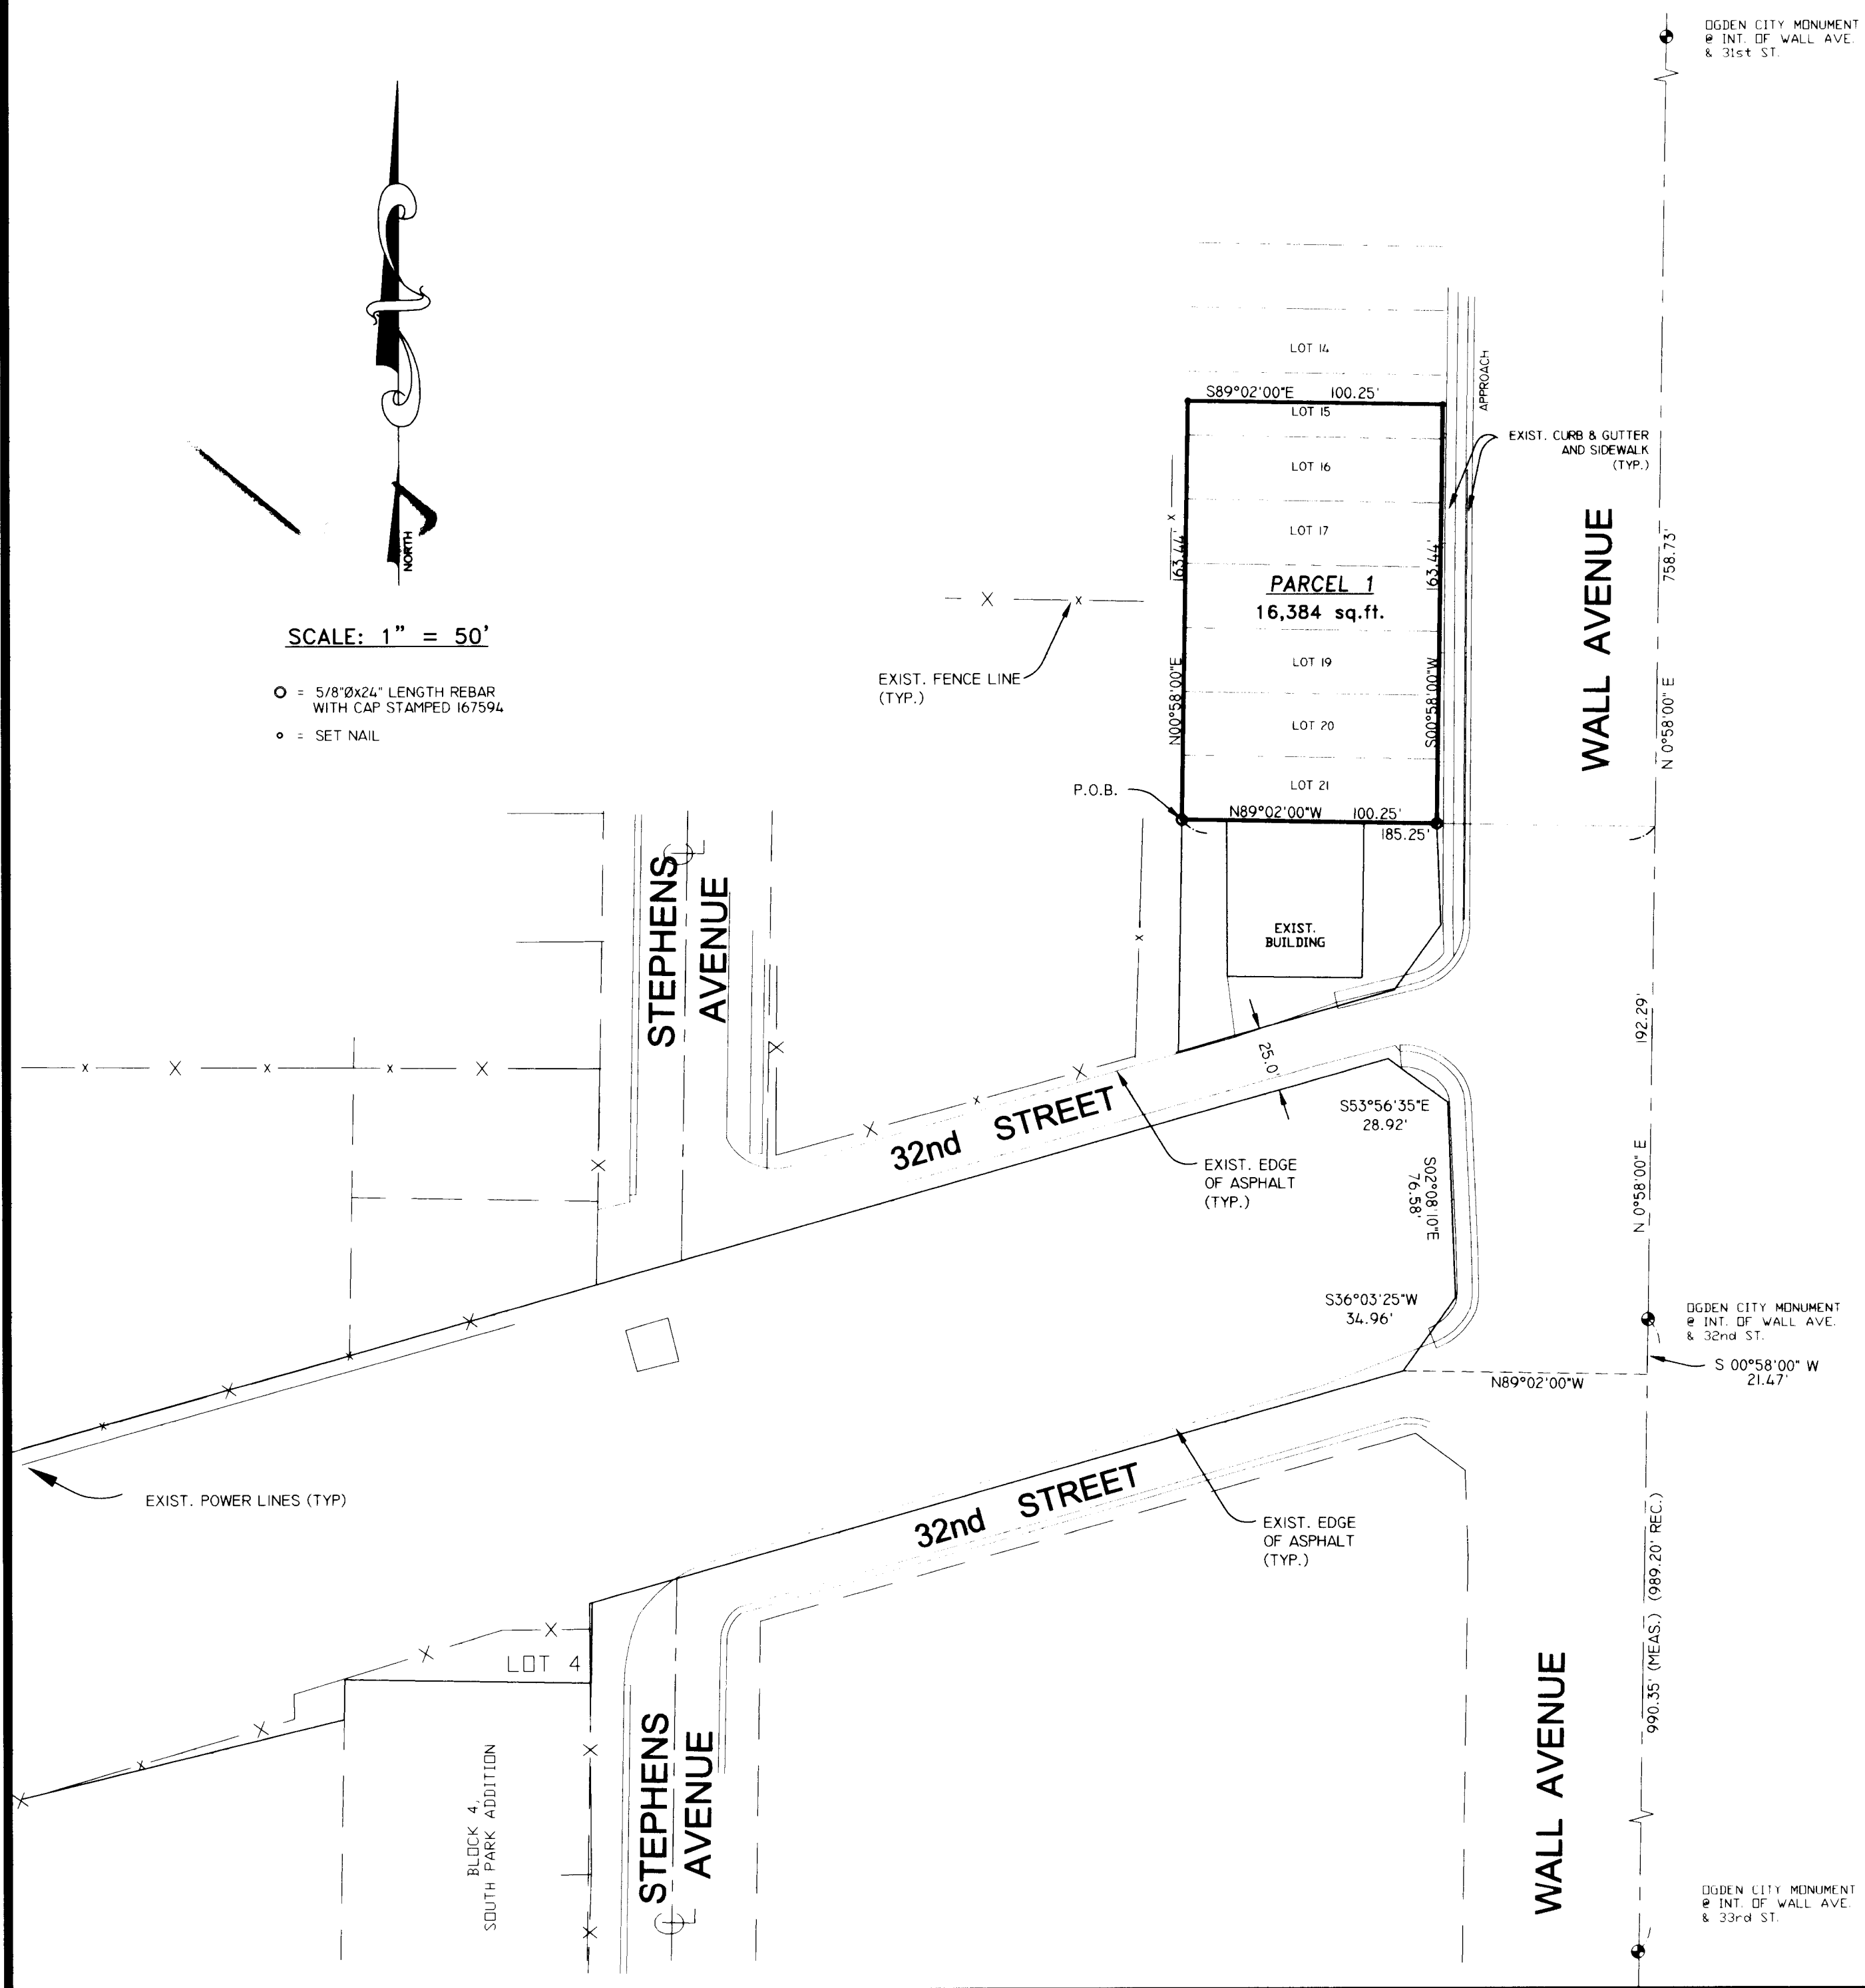 OGDEN CITY MONUMENT
@ INT. OF WALL AVE.
& 31st ST.
NORTH
SCALE: 1" = 50'
= 5/8"Øx24" LENGTH REBAR
WITH CAP STAMPED 167594
= SET NAIL
LOT 14
APPROACH
S89°02'00"E 100.25'
LOT 15
EXIST. CURB & GUTTER
AND SIDEWALK
(TYP.)
LOT 16
LOT 17
163.44'
163.44'
PARCEL 1
16,384 sq.ft.
WALL AVENUE
758.73'
N 0°58'00" E
EXIST. FENCE LINE
(TYP.)
N00°58'00"E
S00°58'00"W
LOT 19
LOT 20
LOT 21
P.O.B.
N89°02'00"W 100.25'
185.25'
STEPHENS
AVENUE
EXIST.
BUILDING
192.29'
N 0°58'00" E
25.0'
32nd STREET
S53°56'35"E
28.92'
EXIST. EDGE
OF ASPHALT
(TYP.)
S02°08'10"E
76.58'
S36°03'25"W
34.96'
OGDEN CITY MONUMENT
@ INT. OF WALL AVE.
& 32nd ST.
S 00°58'00" W
21.47'
N89°02'00"W
EXIST. POWER LINES (TYP)
32nd STREET
EXIST. EDGE
OF ASPHALT
(TYP.)
990.35' (MEAS.) (989.20' REC.)
LOT 4
BLOCK 4,
SOUTH PARK ADDITION
STEPHENS
AVENUE
WALL AVENUE
OGDEN CITY MONUMENT
@ INT. OF WALL AVE.
& 33rd ST.